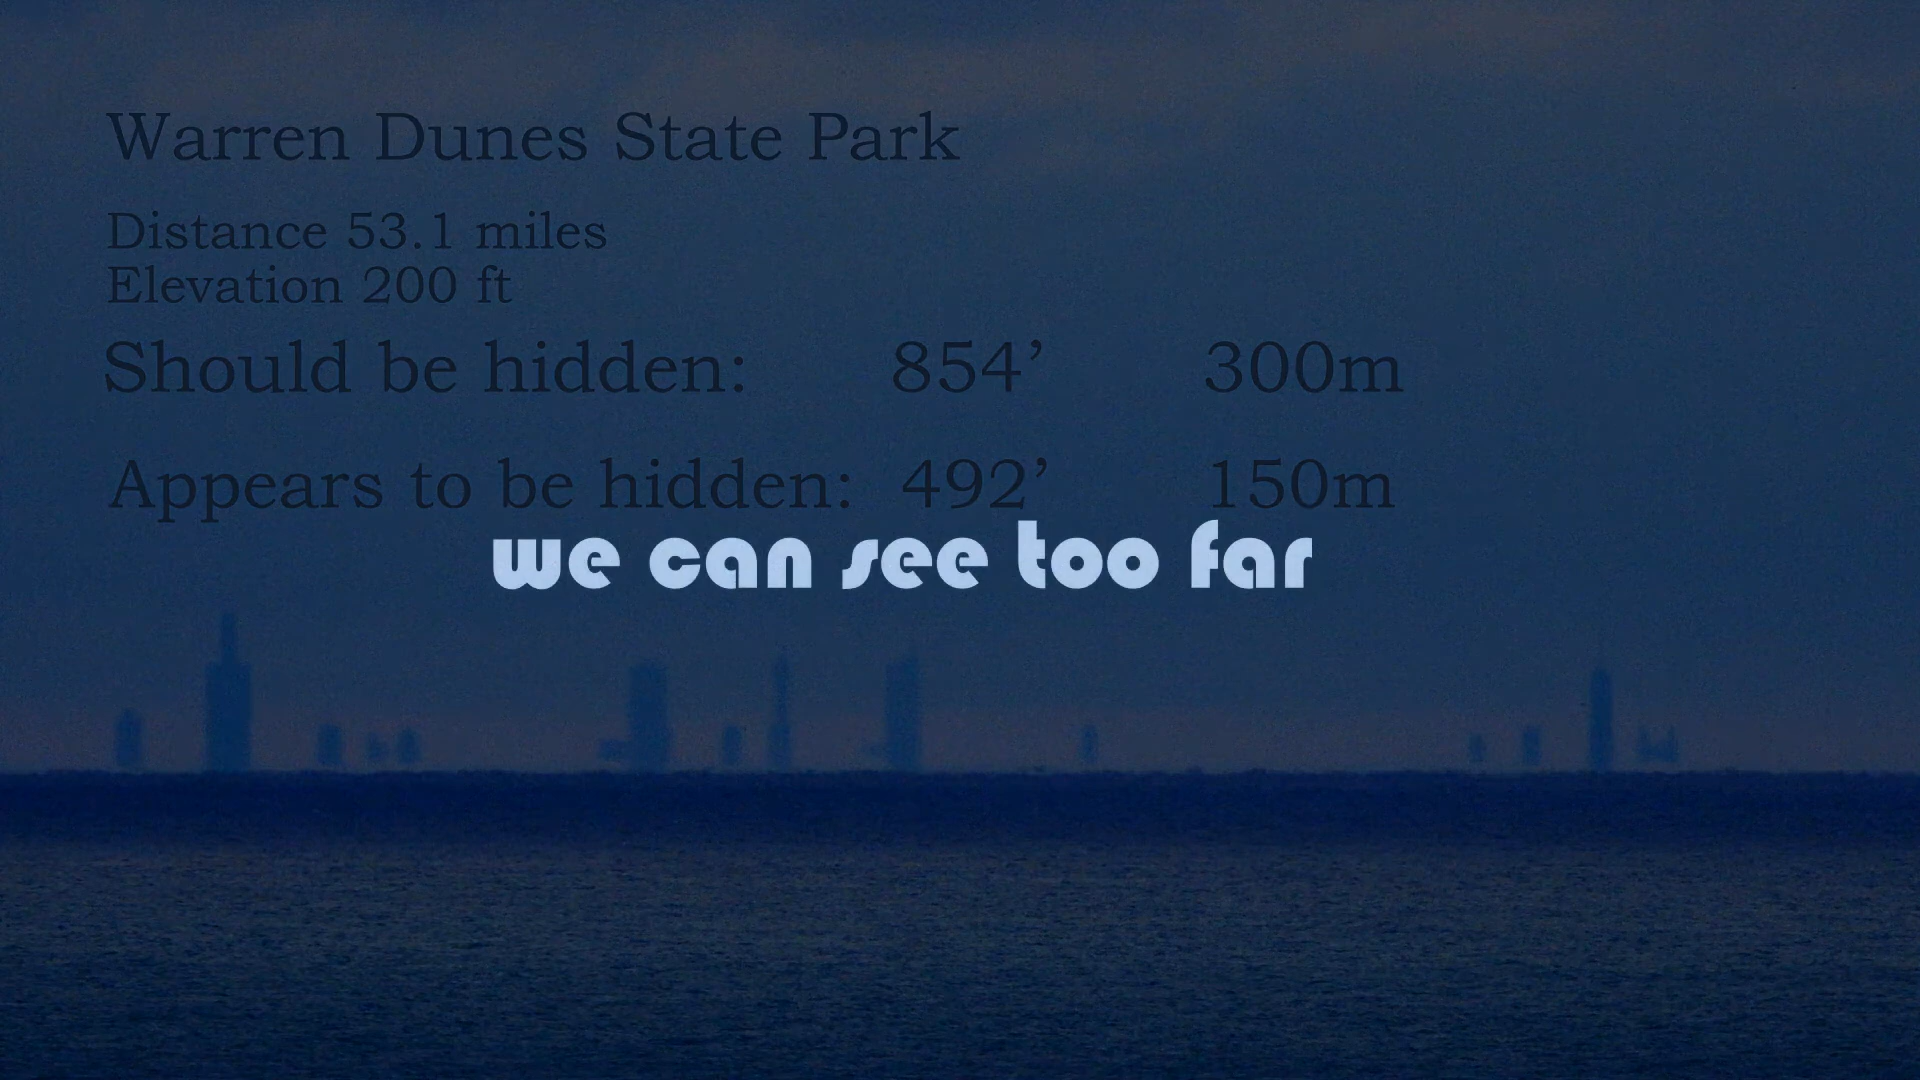 Warren Dunes State Park
Distance 53.1 miles
Elevation 200 ft
Should be hidden: 854’ 300m
Appears to be hidden: 492’ 150m
we can see too far